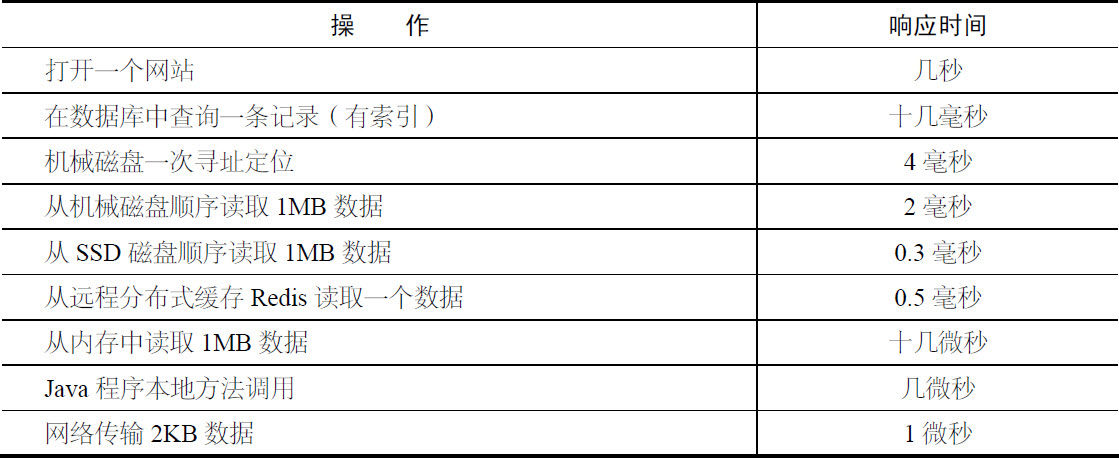 操 作 响应时间
打开一个网站 几秒
在数据库中查询一条记录（有索引） 十几毫秒
机械磁盘一次寻址定位 4 毫秒
从机械磁盘顺序读取 1MB 数据 2 毫秒
从 SSD 磁盘顺序读取 1MB 数据 0.3 毫秒
从远程分布式缓存 Redis 读取一个数据 0.5 毫秒
从内存中读取 1MB 数据 十几微秒
Java 程序本地方法调用 几微秒
网络传输 2KB 数据 1 微秒